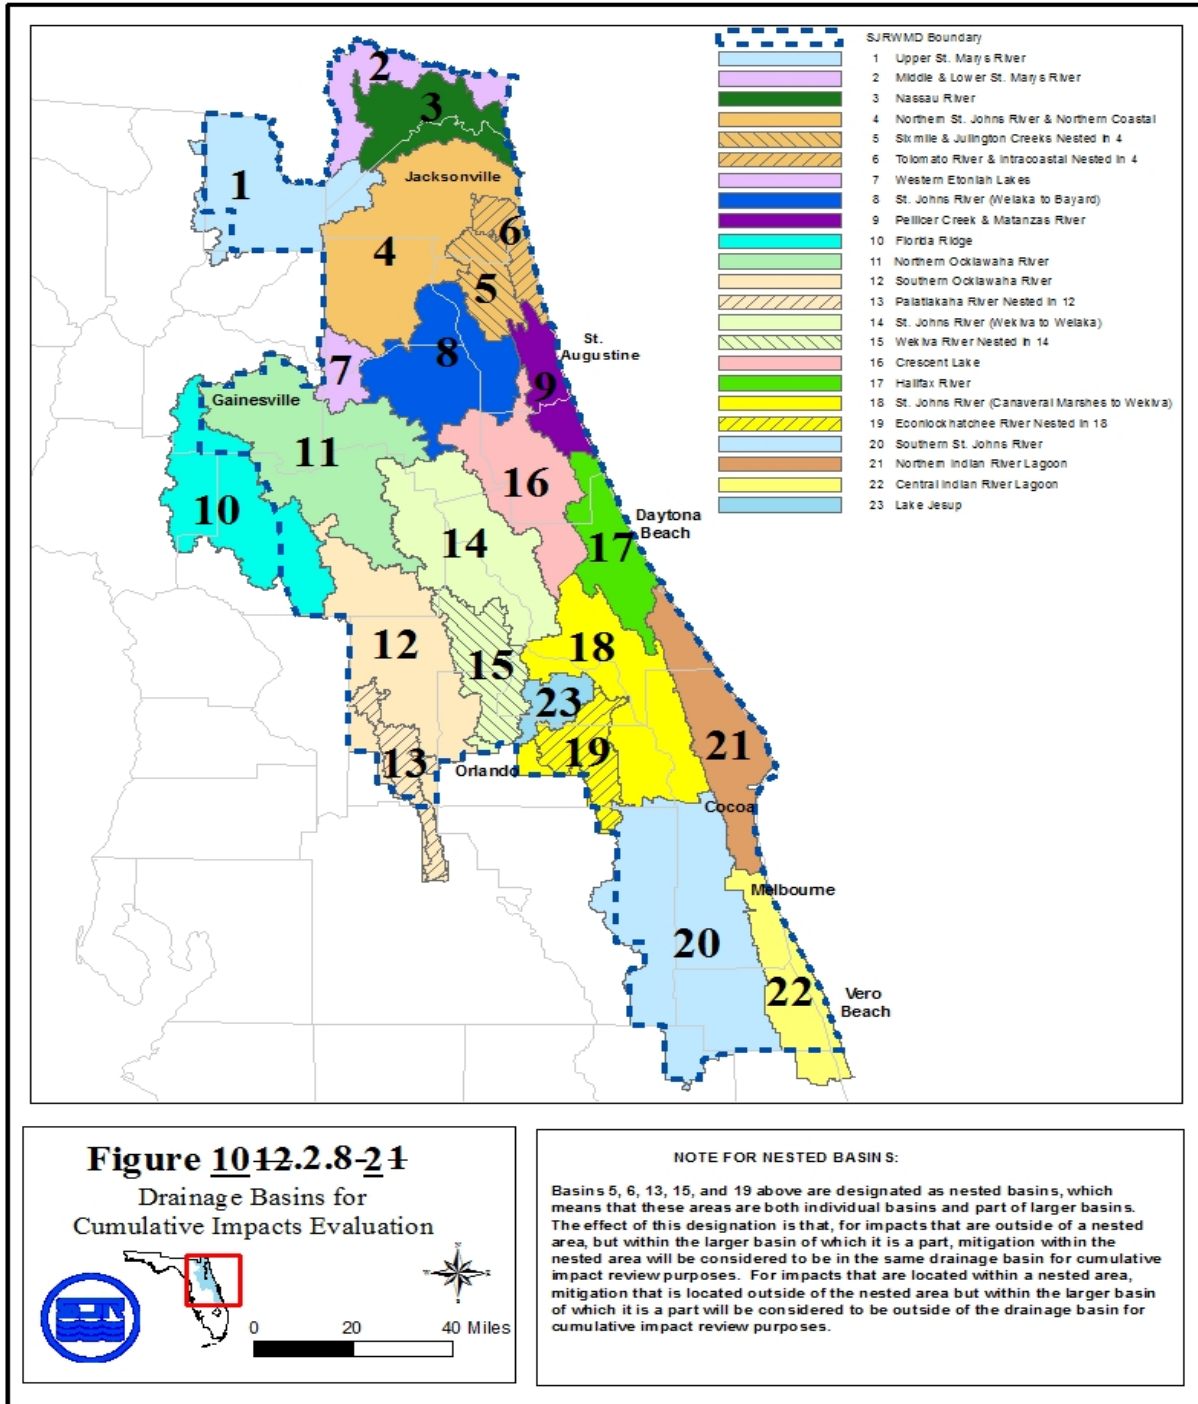 SJRWMD Boundary
1 Upper St. Marys River
2 Middle & Lower St. Marys River
3 Nassau River
4 Northern St. Johns River & Northern Coastal
5 Sixmile & Julington Creeks Nested in 4
6 Tolomato River & Intracoastal Nested in 4
7 Western Etoniah Lakes
8 St. Johns River (Welaka to Bayard)
9 Pellicer Creek & Matanzas River
10 Florida Ridge
11 Northern Ocklawaha River
12 Southern Ocklawaha River
13 Palatlakaha River Nested in 12
14 St. Johns River (Wekiva to Welaka)
15 Wekiva River Nested in 14
16 Crescent Lake
17 Halifax River
18 St. Johns River (Canaveral Marshes to Wekiva)
19 Econlockhatchee River Nested in 18
20 Southern St. Johns River
21 Northern Indian River Lagoon
22 Central Indian River Lagoon
23 Lake Jesup
2
3
1
Jacksonville
6
4
5
St.
Augustine
8
7
9
Gainesville
11
16
10
Daytona
Beach
14
17
12
18
15
23
21
19
13
Orlando
Cocoa
Melbourne
20
22
Vero
Beach
Figure 1012.2.8-21
Drainage Basins for
Cumulative Impacts Evaluation
0 20 40 Miles
NOTE FOR NESTED BASINS:
Basins 5, 6, 13, 15, and 19 above are designated as nested basins, which
means that these areas are both individual basins and part of larger basins.
The effect of this designation is that, for impacts that are outside of a nested
area, but within the larger basin of which it is a part, mitigation within the
nested area will be considered to be in the same drainage basin for cumulative
impact review purposes. For impacts that are located within a nested area,
mitigation that is located outside of the nested area but within the larger basin
of which it is a part will be considered to be outside of the drainage basin for
cumulative impact review purposes.